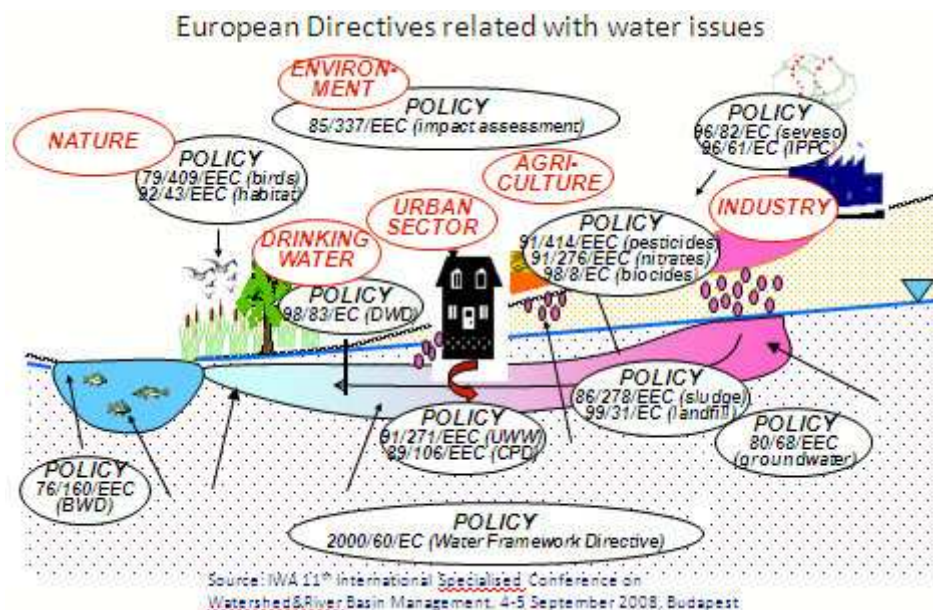 European Directives related with water issues
ENVIRON-
MENT
POLICY
85/337/EEC (impact assessment)
POLICY
96/82/EC (seveso)
96/61/EC (IPPC)
NATURE
POLICY
79/409/EEC (birds)
92/43/EEC (habitat)
AGRI-
CULTURE
URBAN
SECTOR
INDUSTRY
DRINKING
WATER
POLICY
91/414/EEC (pesticides)
91/276/EEC (nitrates)
98/8/EC (biocides)
POLICY
98/83/EC (DWD)
POLICY
86/278/EEC (sludge)
99/31/EC (landfill)
POLICY
91/271/EEC (UWW)
89/106/EEC (CPD)
POLICY
80/68/EEC
(groundwater)
POLICY
76/160/EEC
(BWD)
POLICY
2000/60/EC (Water Framework Directive)
Source: IWA 11th International Specialised Conference on
Watershed&River Basin Management, 4-5 September 2008, Budapest